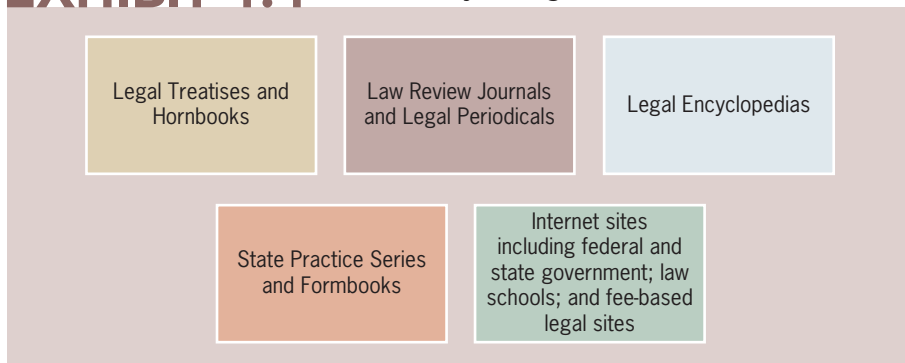 EXHIBIT
Legal Treatises and
Hornbooks
Law Review Journals
and Legal Periodicals
Legal Encyclopedias
State Practice Series
and Formbooks
Internet sites
including federal and
state government; law
schools; and fee-based
legal sites